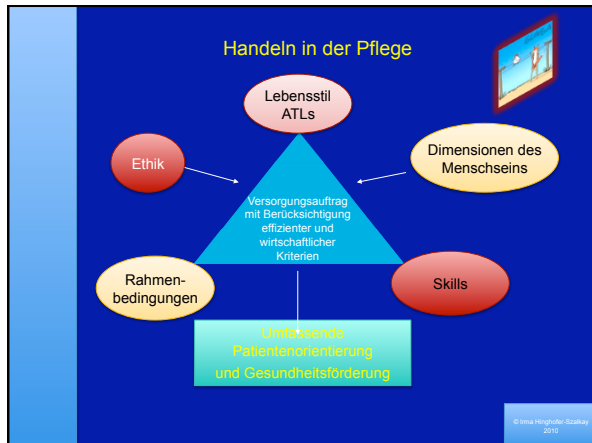 Handeln in der Pflege
Lebensstil
ATLs
Ethik
Dimensionen des
Menschseins
Versorgungsauftrag
mit Berücksichtigung
effizienter und
wirtschaftlicher
Kriterien
Rahmen-
bedingungen
Skills
Umfassende
Patientenorientierung
und Gesundheitsförderung
© Irma Hinghofer-Szalkay
2010